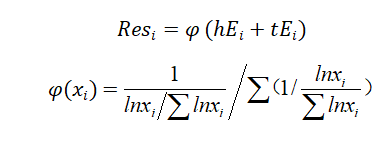 Res_i = φ (hE_i + tE_i)
φ(x_i) = 1 / (lnx_i/∑ lnx_i) / ∑(1/ lnx_i / ∑ lnx_i)